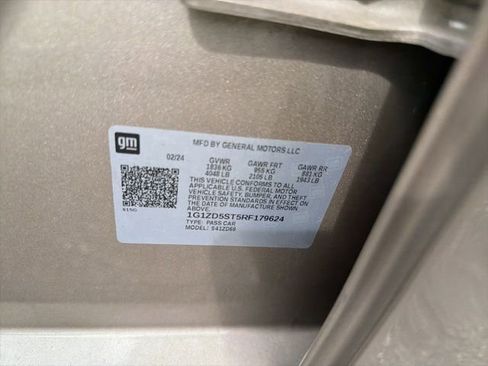 gm
MFD BY GENERAL MOTORS LLC
02/24 GVWR GAWR FRT GAWR RR
1836 KG 955 KG 881 KG
4048 LB 2105 LB 1943 LB
THIS VEHICLE CONFORMS TO ALL
APPLICABLE U.S. FEDERAL MOTOR
VEHICLE SAFETY, BUMPER, AND THEFT
PREVENTION STANDARDS IN EFFECT ON
THE DATE OF MANUFACTURE SHOWN
ABOVE.
1G1ZD5ST5RF179624
TYPE: PASS CAR
MODEL: S41ZD69